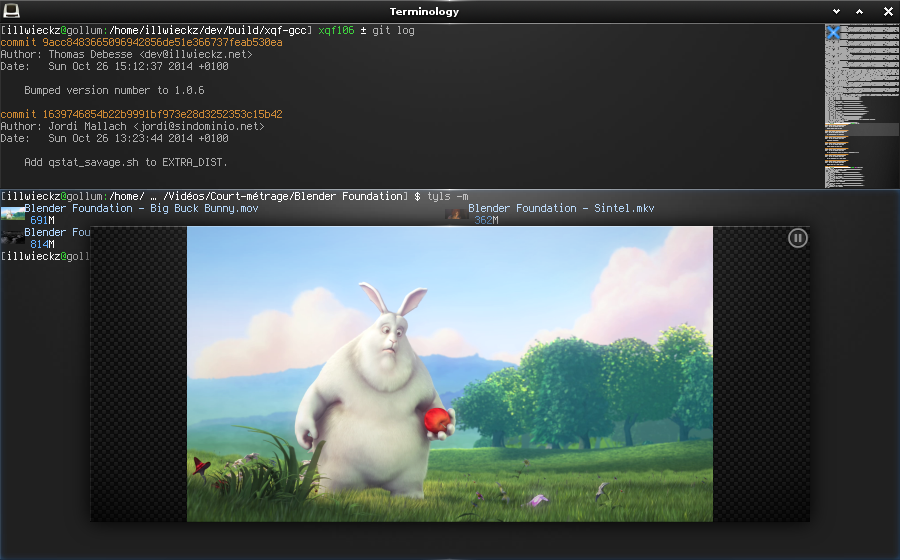 Terminology
[illwieckz@gollum:/home/illwieckz/dev/build/xqf-gcc] xqf106 ± git log
commit 9acc8483665096942056de51e366737feab530ea
Author: Thomas Debesse <dev@illwieckz.net>
Date:   Sun Oct 26 15:12:37 2014 +0100
Bumped version number to 1.0.6
commit 1639746854b22b9991bf973e28d3252353c15b42
Author: Jordi Mallach <jordi@sindominio.net>
Date:   Sun Oct 26 13:23:44 2014 +0100
Add qstat_savage.sh to EXTRA_DIST.
[illwieckz@gollum:/home/ … /Vidéos/Court-métrage/Blender Foundation] $ tyls -m
Blender Foundation - Big Buck Bunny.mov Blender Foundation - Sintel.mkv
691M 362M
Blender Fou
814M
[illwieckz@goll